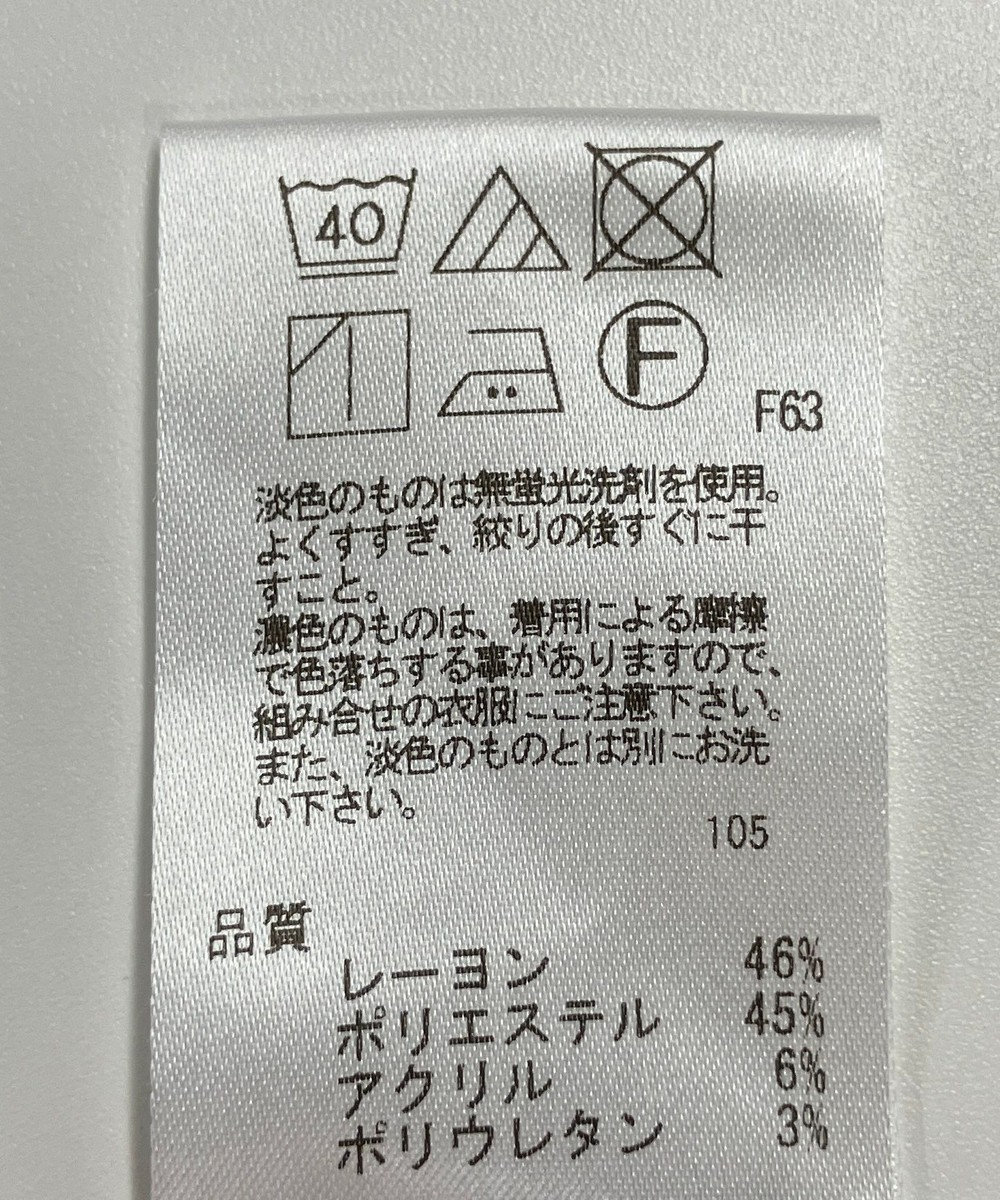 40
F
F63
淡色のものは無蛍光洗剤を使用。
よくすすぎ、絞りの後すぐに干
すこと。
濃色のものは、着用による摩擦
で色落ちする事がありますので、
組み合せの衣服にご注意下さい。
また、淡色のものとは別にお洗
い下さい。
105
品質
レーヨン 46%
ポリエステル 45%
アクリル 6%
ポリウレタン 3%